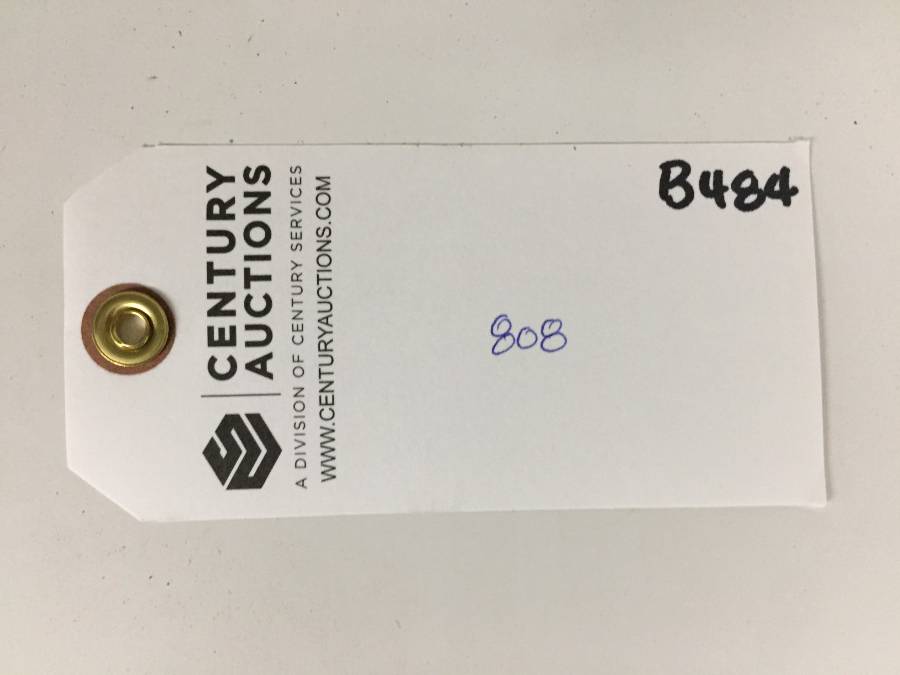 CENTURY
AUCTIONS
A DIVISION OF CENTURY SERVICES
WWW.CENTURYAUCTIONS.COM
B484
808